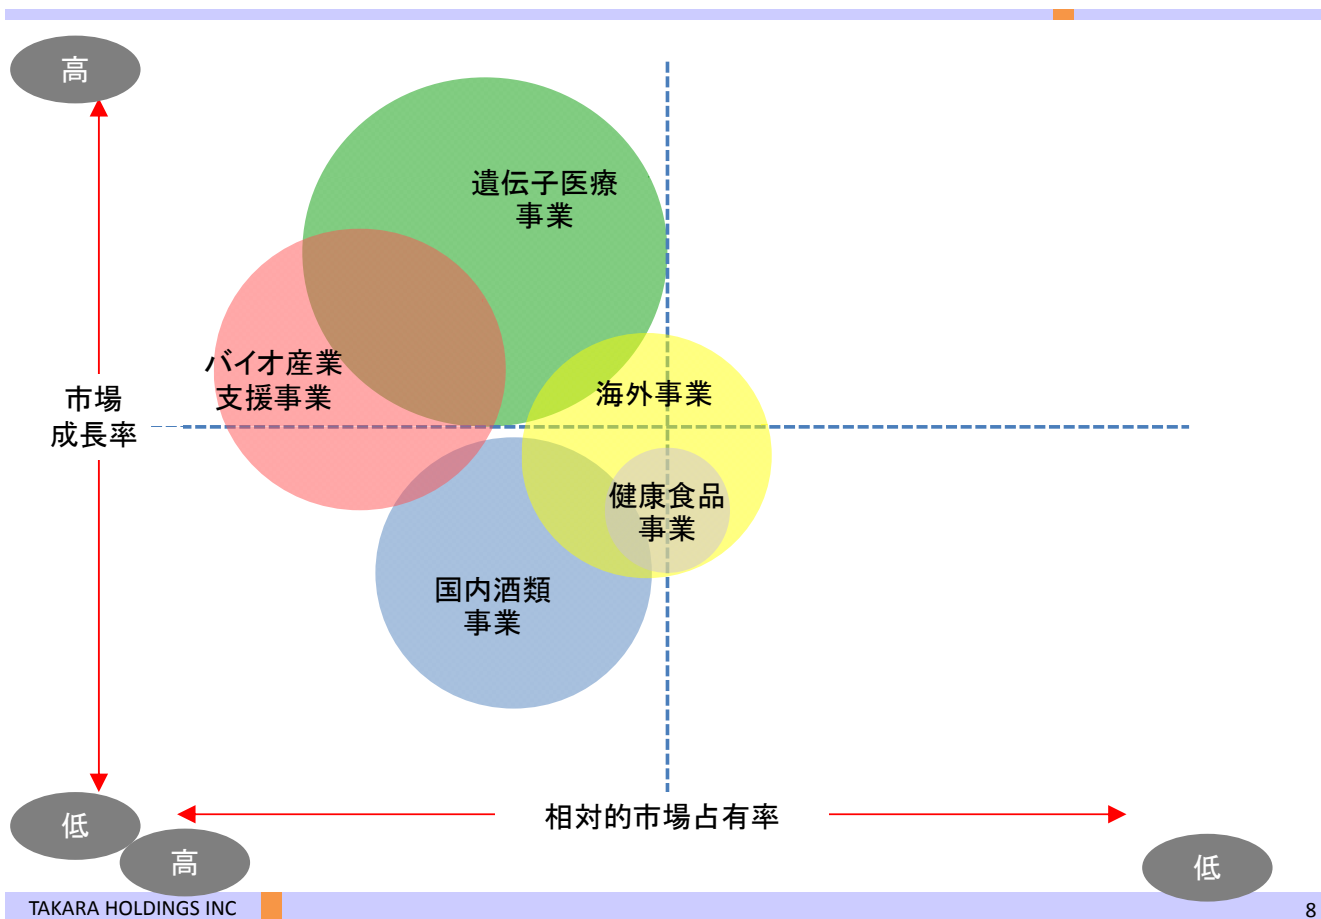 高
遺伝子医療
事業
バイオ産業
支援事業
海外事業
市場
成長率
健康食品
事業
国内酒類
事業
低
相対的市場占有率
高
低
TAKARA HOLDINGS INC
8